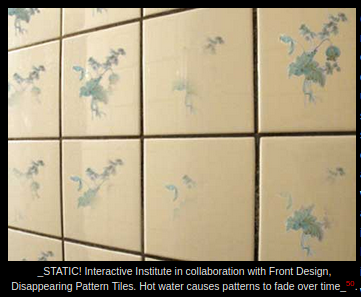 _STATIC! Interactive Institute in collaboration with Front Design,
Disappearing Pattern Tiles. Hot water causes patterns to fade over time_